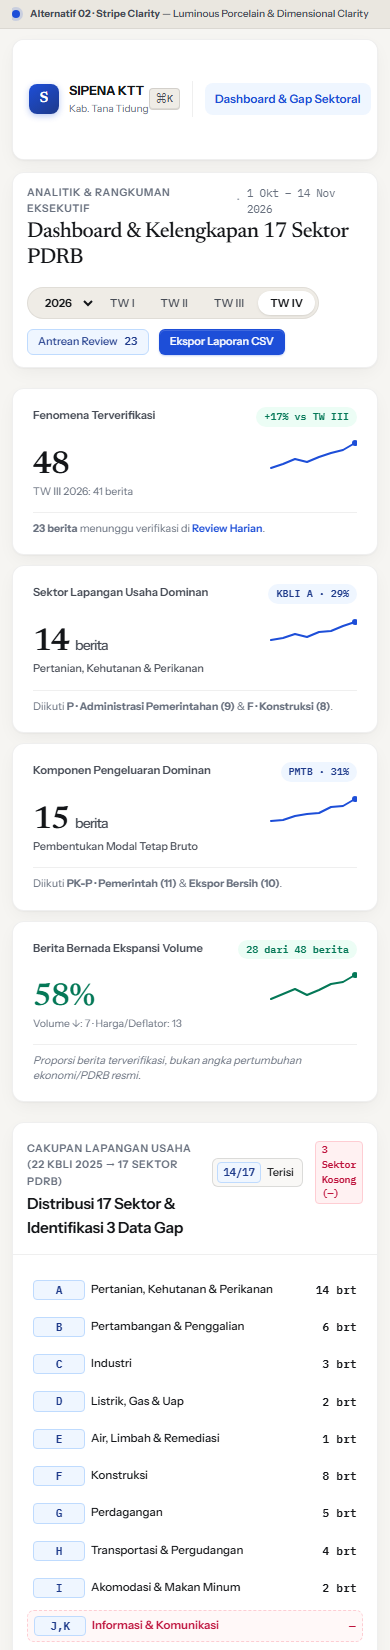 Alternatif 02 · Stripe Clarity — Luminous Porcelain & Dimensional Clarity
S
SIPENA KTT
Kab. Tana Tidung
⌘K
Dashboard & Gap Sektoral
ANALITIK & RANGKUMAN
EKSEKUTIF
· 1 Okt – 14 Nov
2026
Dashboard & Kelengkapan 17 Sektor
PDRB
2026 TW I TW II TW III TW IV
Antrean Review 23
Ekspor Laporan CSV
Fenomena Terverifikasi
+17% vs TW III
48
TW III 2026: 41 berita
23 berita menunggu verifikasi di Review Harian.
Sektor Lapangan Usaha Dominan
KBLI A · 29%
14 berita
Pertanian, Kehutanan & Perikanan
Diikuti P · Administrasi Pemerintahan (9) & F · Konstruksi (8).
Komponen Pengeluaran Dominan
PMTB · 31%
15 berita
Pembentukan Modal Tetap Bruto
Diikuti PK-P · Pemerintah (11) & Ekspor Bersih (10).
Berita Bernada Ekspansi Volume
28 dari 48 berita
58%
Volume ↓: 7 · Harga/Deflator: 13
Proporsi berita terverifikasi, bukan angka pertumbuhan
ekonomi/PDRB resmi.
CAKUPAN LAPANGAN USAHA
(22 KBLI 2025 → 17 SEKTOR
PDRB)
Distribusi 17 Sektor &
Identifikasi 3 Data Gap
14/17 Terisi
3
Sektor
Kosong
(—)
A Pertanian, Kehutanan & Perikanan 14 brt
B Pertambangan & Penggalian 6 brt
C Industri 3 brt
D Listrik, Gas & Uap 2 brt
E Air, Limbah & Remediasi 1 brt
F Konstruksi 8 brt
G Perdagangan 5 brt
H Transportasi & Pergudangan 4 brt
I Akomodasi & Makan Minum 2 brt
J,K Informasi & Komunikasi —